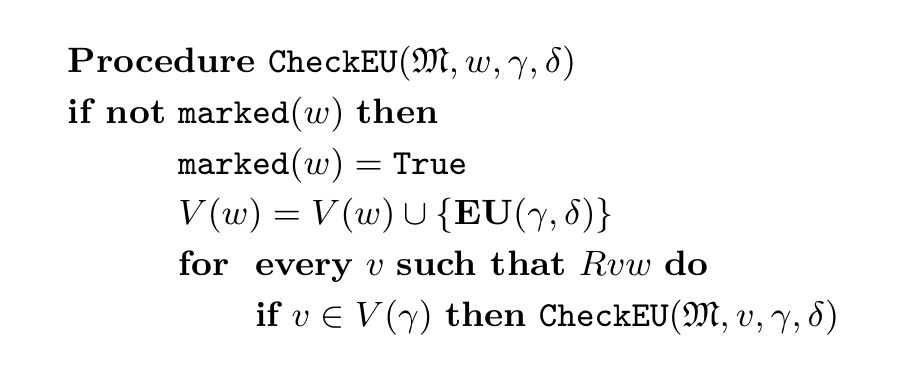 Procedure CheckEU(𝔐, w, γ, δ)
if not marked(w) then
marked(w) = True
V(w) = V(w) ∪ {EU(γ, δ)}
for every v such that Rvw do
if v ∈ V(γ) then CheckEU(𝔐, v, γ, δ)